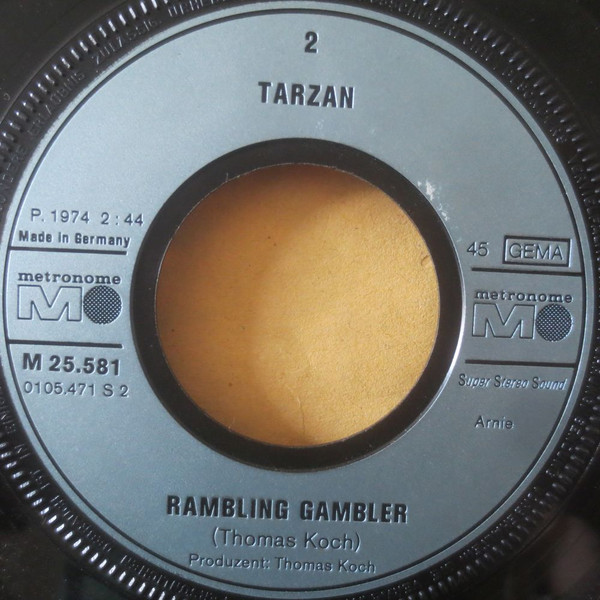 2
TARZAN
P. 1974 2:44
Made in Germany
metronome
M
M 25.581
0105.471 S 2
45 GEMA
metronome
M
Super Stereo Sound
Arnie
RAMBLING GAMBLER
(Thomas Koch)
Produzent: Thomas Koch